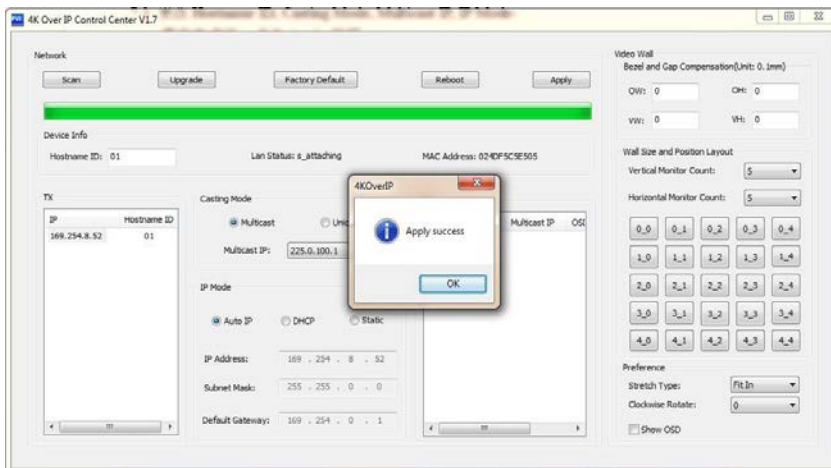 4K Over IP Control Center V1.7
Network
Scan
Upgrade
Factory Default
Reboot
Apply
Device Info
Hostname ID: 01
Lan Status: s_attaching
MAC Address: 024DF5C5E505
TX
IP Hostname ID
169.254.8.52 01
Casting Mode
Multicast
Multicast IP: 225.0.100.1
IP Mode
Auto IP DHCP Static
IP Address: 169 . 254 . 8 . 52
Subnet Mask: 255 . 255 . 0 . 0
Default Gateway: 169 . 254 . 0 . 1
4KOverIP
Apply success
OK
Multicast IP
Video Wall
Bezel and Gap Compensation(Unit: 0.1mm)
OW: 0 OH: 0
VW: 0 VH: 0
Wall Size and Position Layout
Vertical Monitor Count: 5
Horizontal Monitor Count: 5
0_0 0_1 0_2 0_3 0_4
1_0 1_1 1_2 1_3 1_4
2_0 2_1 2_2 2_3 2_4
3_0 3_1 3_2 3_3 3_4
4_0 4_1 4_2 4_3 4_4
Preference
Stretch Type: Fit In
Clockwise Rotate: 0
Show OSD